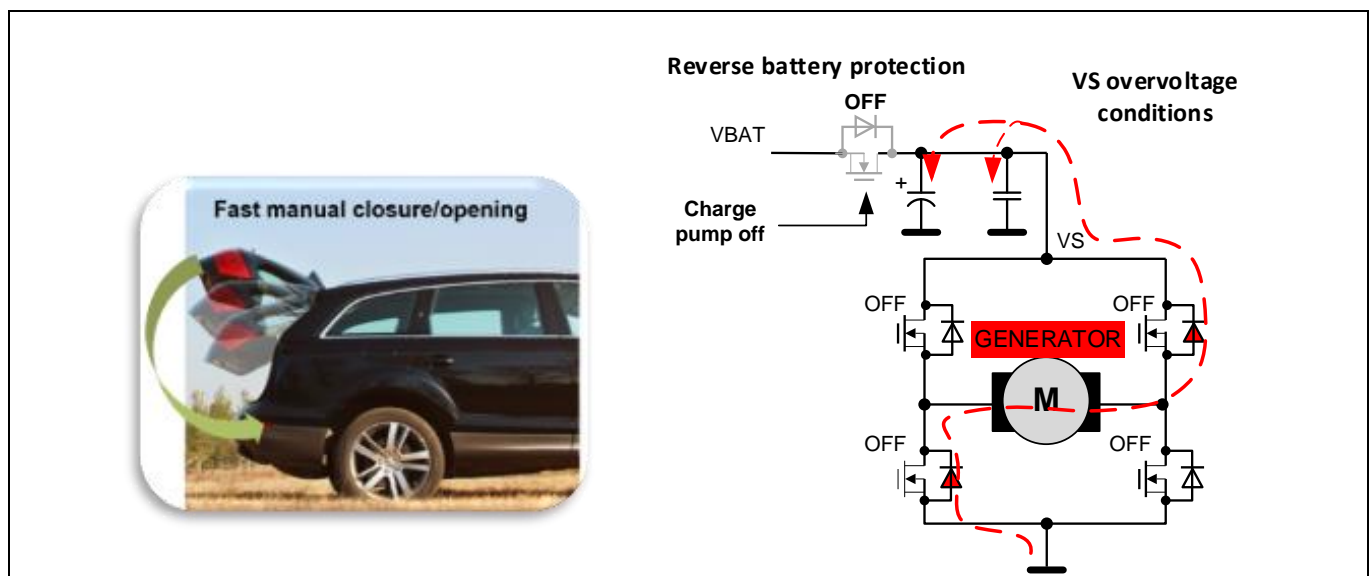 Fast manual closure/opening
Reverse battery protection
OFF
VBAT
+
Charge
pump off
VS overvoltage
conditions
VS
OFF
OFF
GENERATOR
M
OFF
OFF